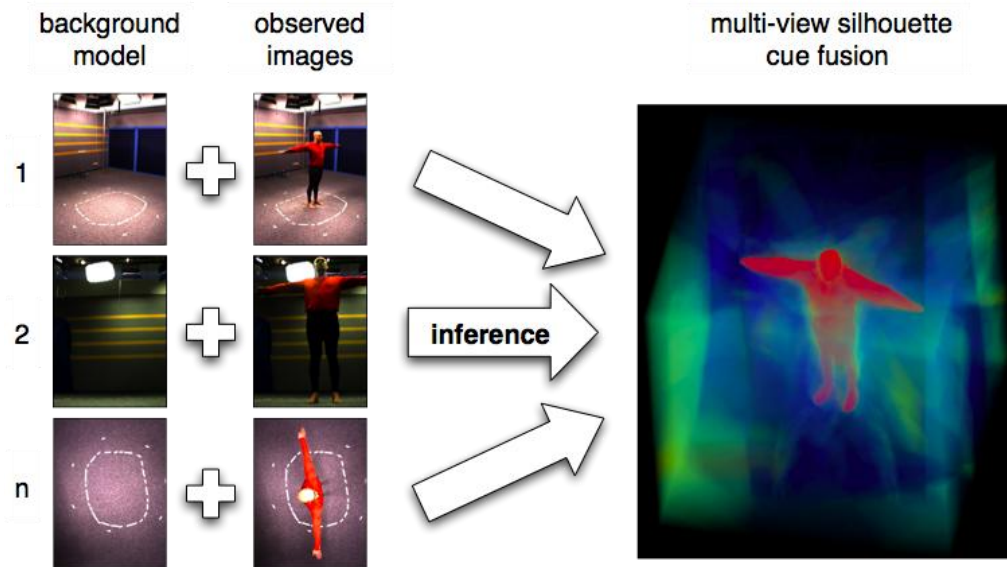 background
model
observed
images
multi-view silhouette
cue fusion
1
2
inference
n